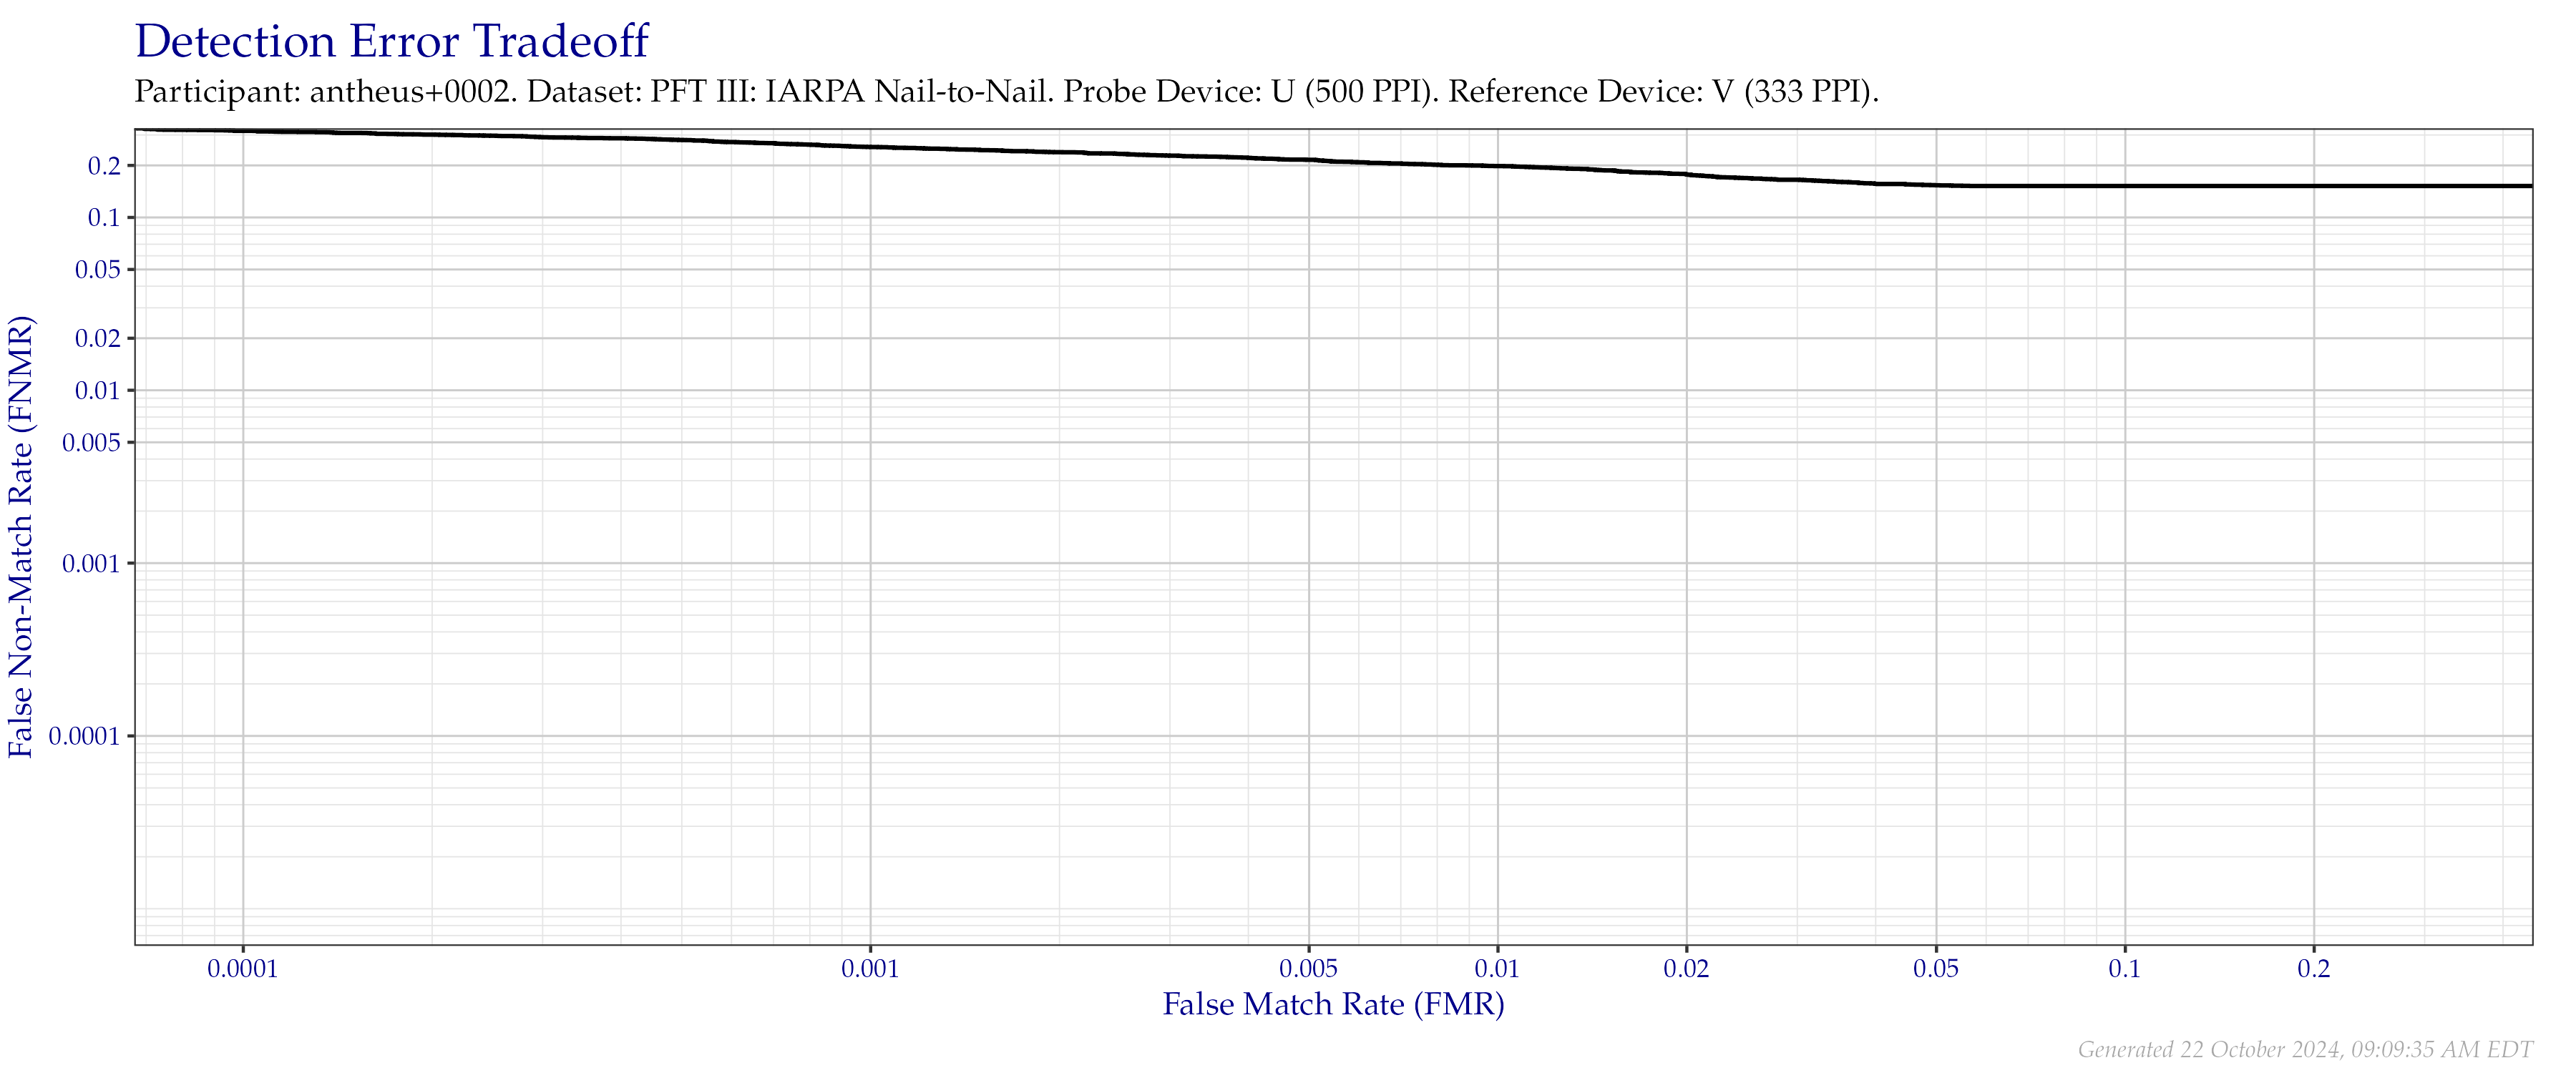 Detection Error Tradeoff
Participant: antheus+0002. Dataset: PFT III: IARPA Nail-to-Nail. Probe Device: U (500 PPI). Reference Device: V (333 PPI).
False Non-Match Rate (FNMR)
0.2
0.1
0.05
0.02
0.01
0.005
0.001
0.0001
0.0001 0.001 0.005 0.01 0.02 0.05 0.1 0.2
False Match Rate (FMR)
Generated 22 October 2024, 09:09:35 AM EDT